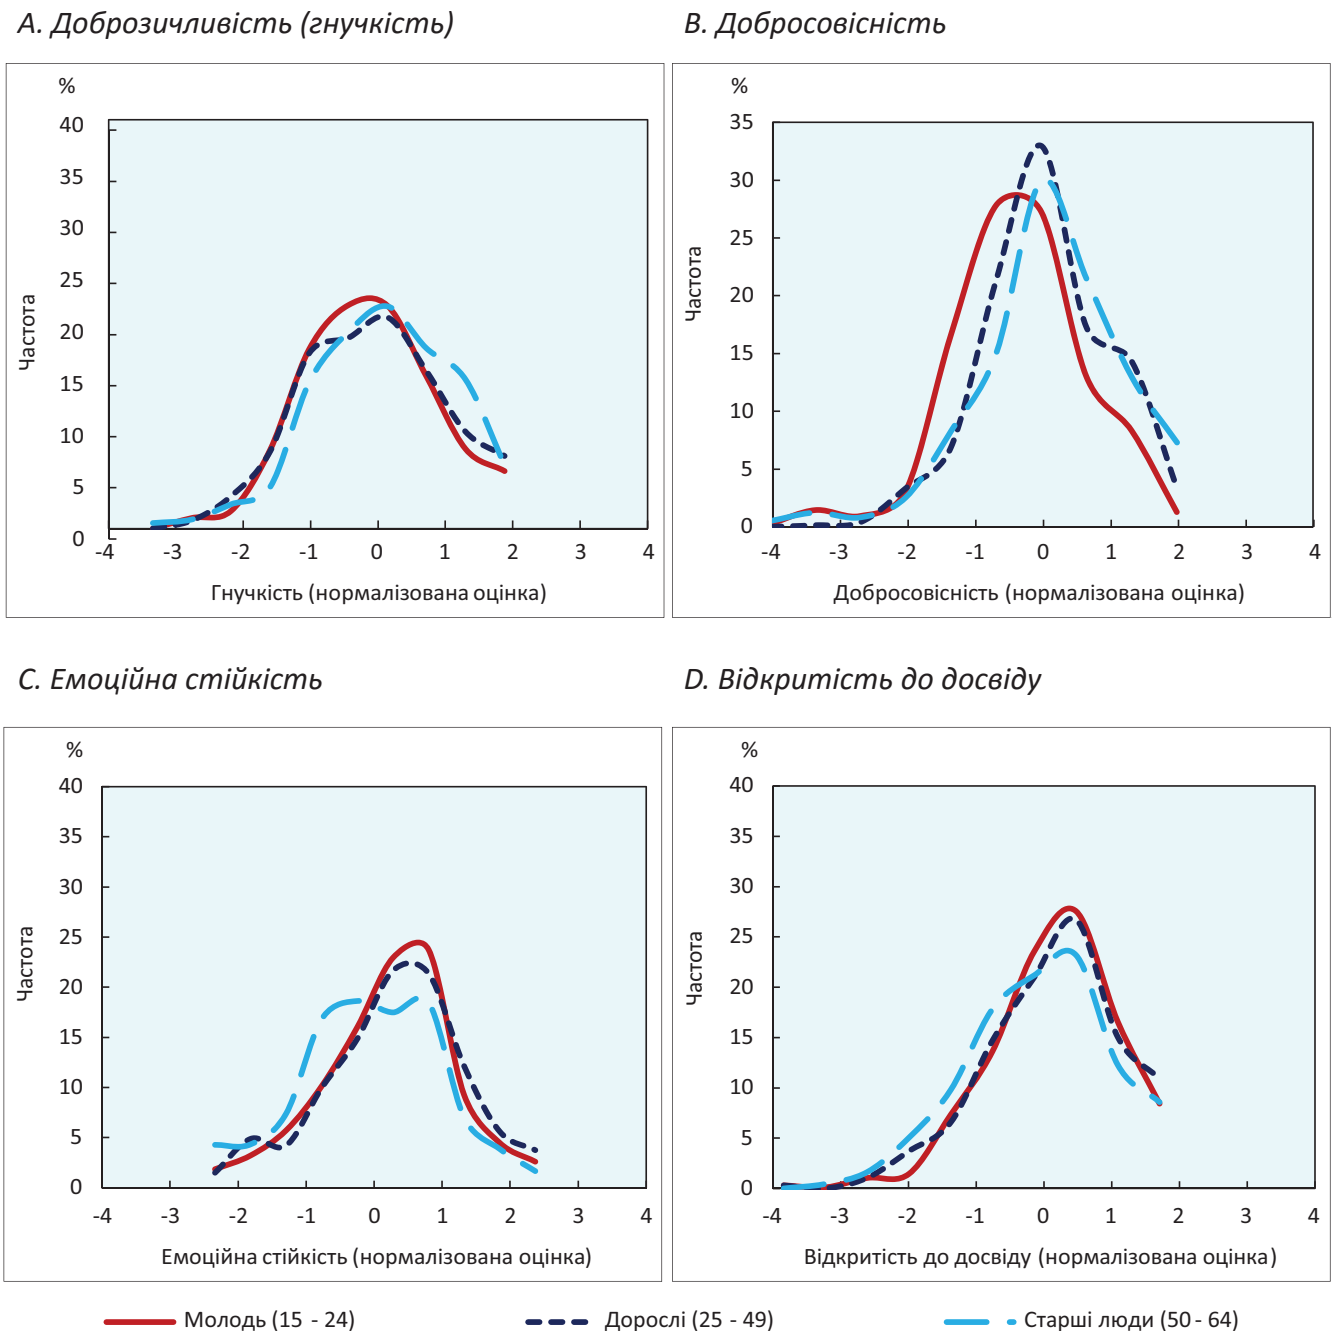 A. Доброзичливість (гнучкість)
B. Добросовісність
%
40
35
30
25
20
15
10
5
0
Частота
-4 -3 -2 -1 0 1 2 3 4
Гнучкість (нормалізована оцінка)
%
35
30
25
20
15
10
5
0
Частота
-4 -3 -2 -1 0 1 2 3 4
Добросовісність (нормалізована оцінка)
C. Емоційна стійкість
D. Відкритість до досвіду
%
40
35
30
25
20
15
10
5
0
Частота
-4 -3 -2 -1 0 1 2 3 4
Емоційна стійкість (нормалізована оцінка)
%
40
35
30
25
20
15
10
5
0
Частота
-4 -3 -2 -1 0 1 2 3 4
Відкритість до досвіду (нормалізована оцінка)
Молодь (15 - 24) Дорослі (25 - 49) Старші люди (50 - 64)